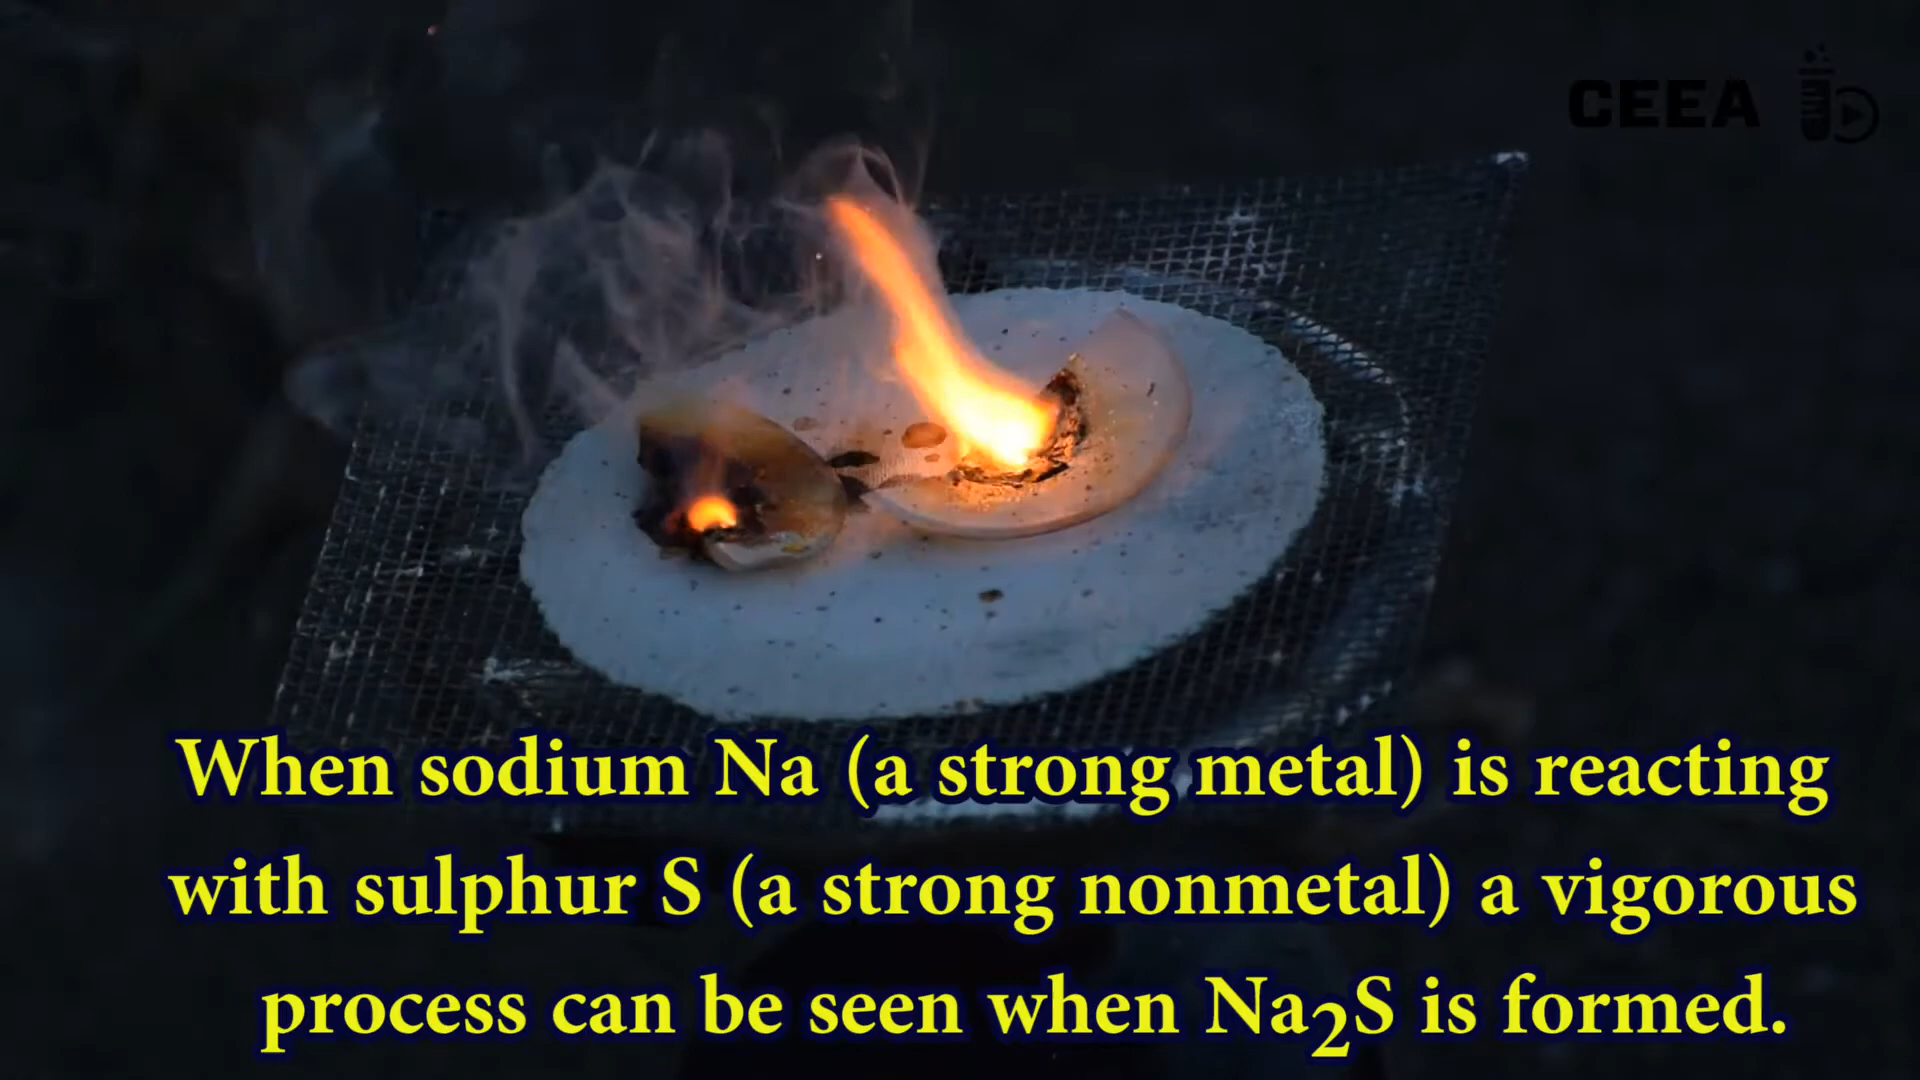 CEEA
When sodium Na (a strong metal) is reacting
with sulphur S (a strong nonmetal) a vigorous
process can be seen when Na₂S is formed.